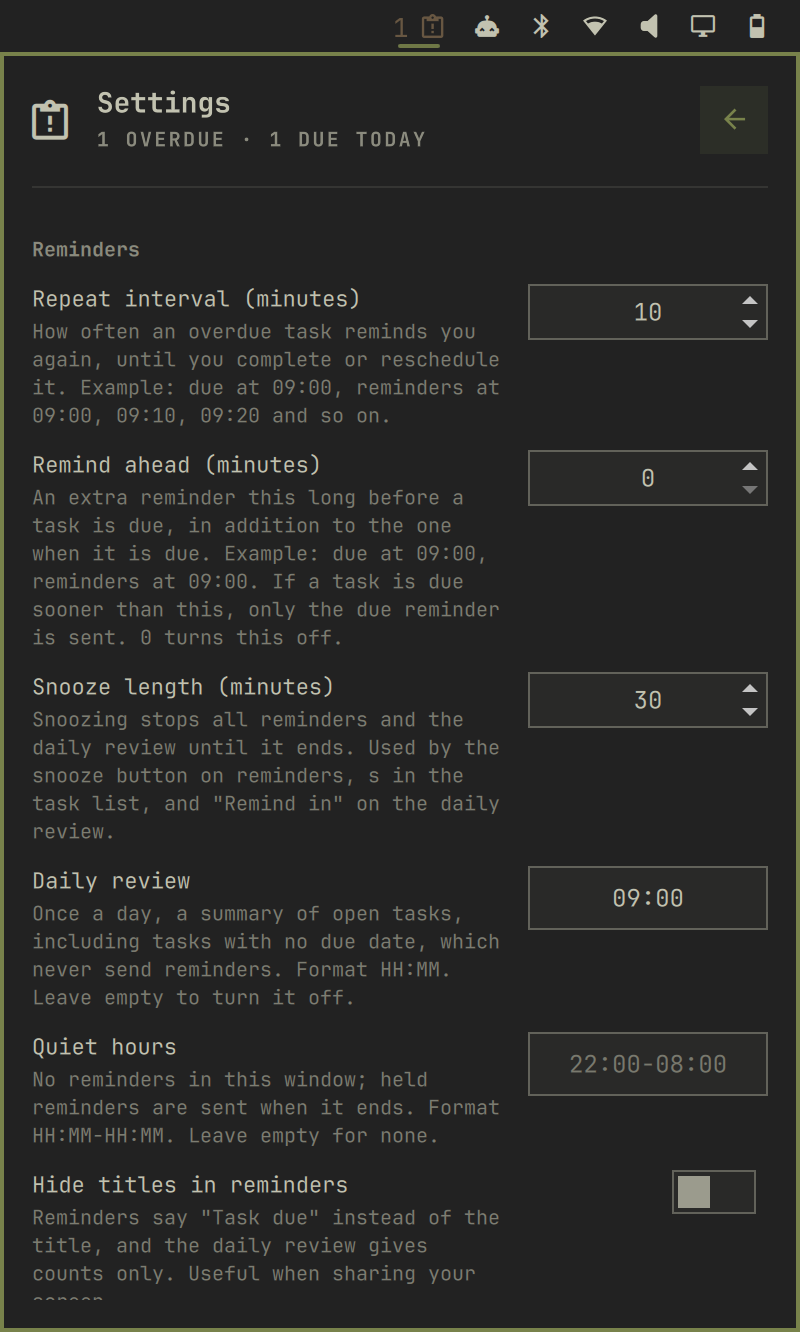 1
Settings
1 OVERDUE · 1 DUE TODAY
Reminders
Repeat interval (minutes)
10
How often an overdue task reminds you
again, until you complete or reschedule
it. Example: due at 09:00, reminders at
09:00, 09:10, 09:20 and so on.
Remind ahead (minutes)
0
An extra reminder this long before a
task is due, in addition to the one
when it is due. Example: due at 09:00,
reminders at 09:00. If a task is due
sooner than this, only the due reminder
is sent. 0 turns this off.
Snooze length (minutes)
30
Snoozing stops all reminders and the
daily review until it ends. Used by the
snooze button on reminders, s in the
task list, and "Remind in" on the daily
review.
Daily review
09:00
Once a day, a summary of open tasks,
including tasks with no due date, which
never send reminders. Format HH:MM.
Leave empty to turn it off.
Quiet hours
22:00-08:00
No reminders in this window; held
reminders are sent when it ends. Format
HH:MM-HH:MM. Leave empty for none.
Hide titles in reminders
Reminders say "Task due" instead of the
title, and the daily review gives
counts only. Useful when sharing your